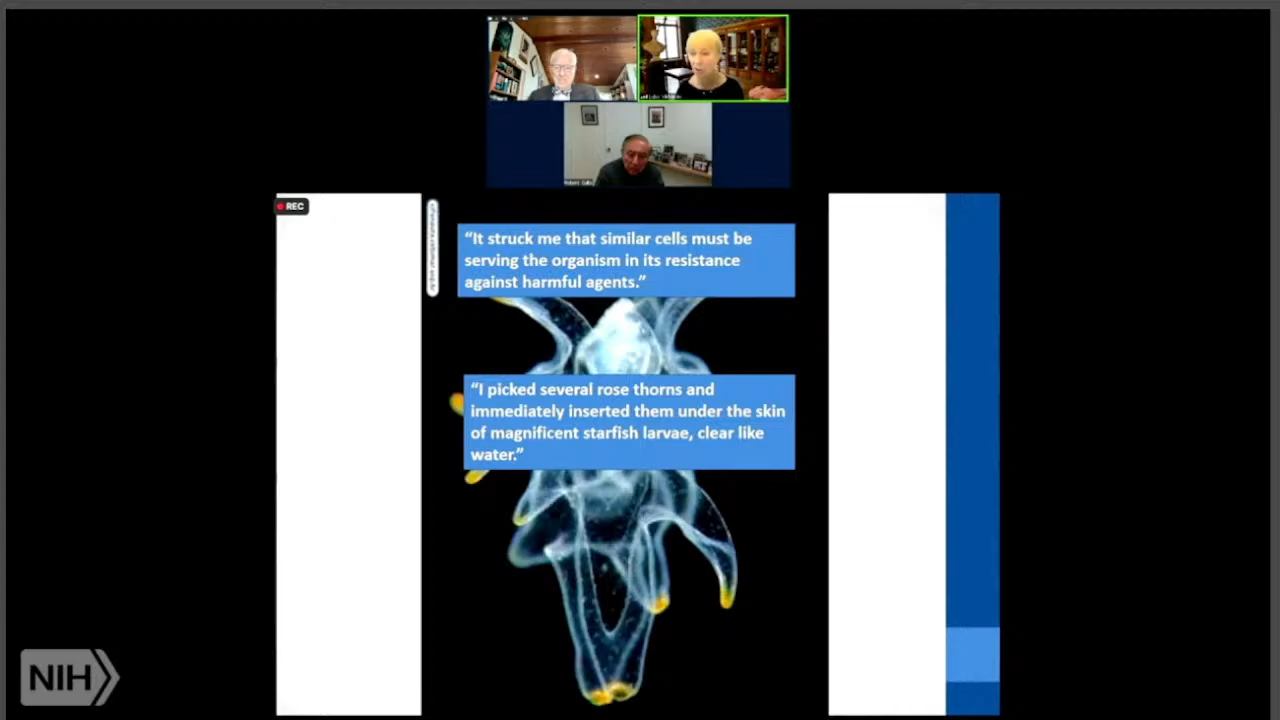 REC
“It struck me that similar cells must be
serving the organism in its resistance
against harmful agents.”
“I picked several rose thorns and
immediately inserted them under the skin
of magnificent starfish larvae, clear like
water.”
NIH